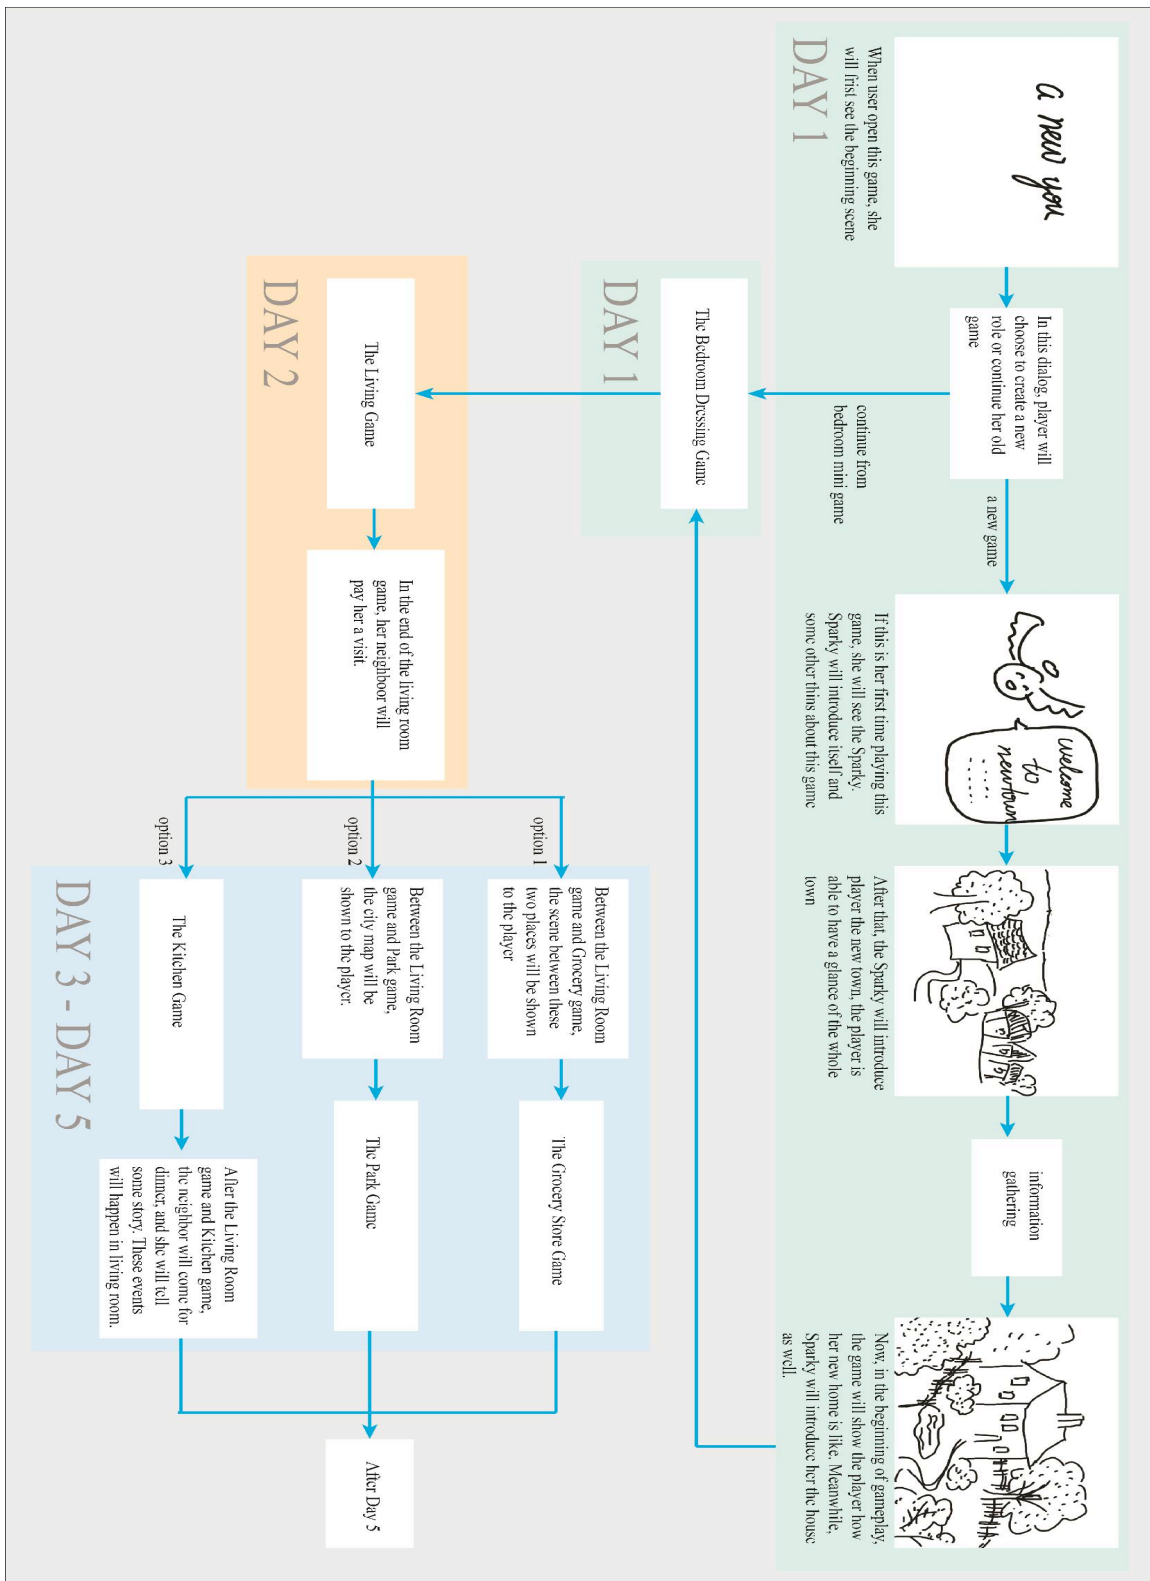 a new you
When user open this game, she
will frist see the beginning scene
DAY 1
In this dialog, player will
choose to create a new
role or continue her old
game
a new game
continue from
bedroom mini game
welcome
to
newtown
If this is her first time playing this
game, she will see the Sparky.
Sparky will introduce itself and
some other thins about this game
After that, the Sparky will introduce
player the new town, the player is
able to have a glance of the whole
town
information
gathering
Now, in the beginning of gameplay,
the game will show the player how
her new home is like. Meanwhile,
Sparky will introduce her the house
as well.
The Bedroom Dressing Game
DAY 1
The Living Game
DAY 2
In the end of the living room
game, her neighboor will
pay her a visit.
option 1
option 2
option 3
Between the Living Room
game and Grocery game,
the scene between these
two places will be shown
to the player
The Grocery Store Game
Between the Living Room
game and Park game,
the city map will be
shown to the player.
The Park Game
The Kitchen Game
After the Living Room
game and Kitchen game,
the neighbor will come for
dinner, and she will tell
some story. These events
will happen in living room.
DAY 3 - DAY 5
After Day 5